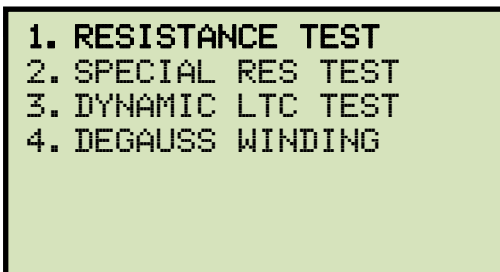 1. RESISTANCE TEST
2. SPECIAL RES TEST
3. DYNAMIC LTC TEST
4. DEGAUSS WINDING